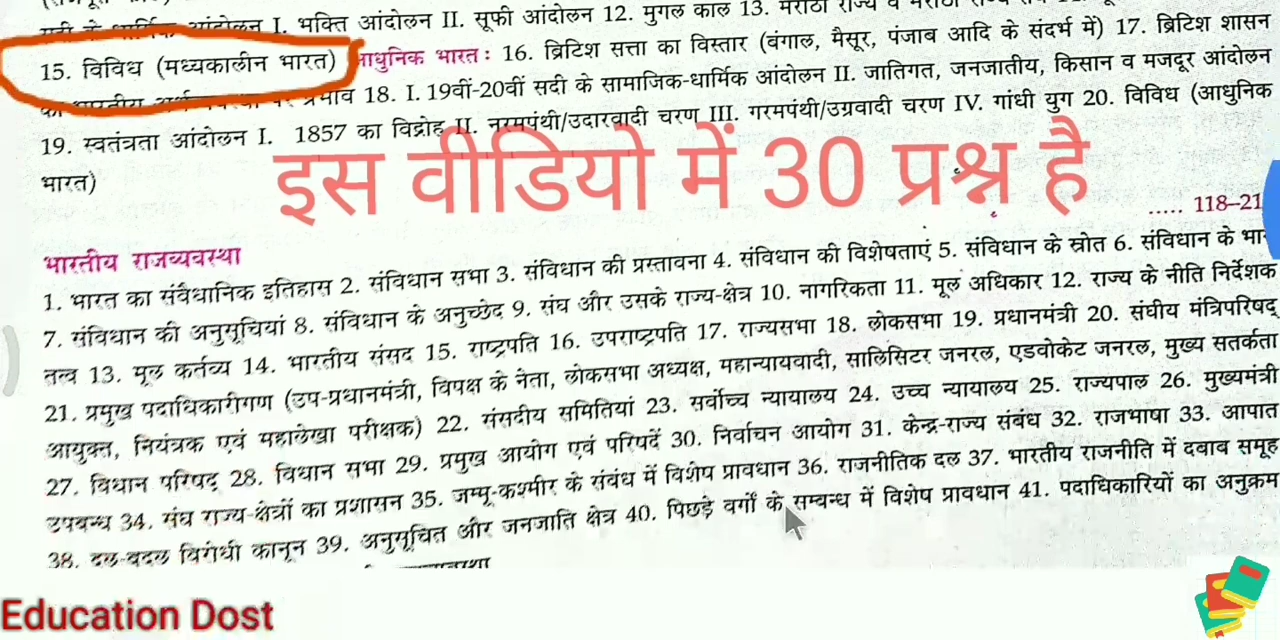 सदी के धार्मिक आंदोलन I. भक्ति आंदोलन II. सूफी आंदोलन 12. मुगल काल 13. मराठा राज्य व मराठा
15. विविध (मध्यकालीन भारत) आधुनिक भारत: 16. ब्रिटिश सत्ता का विस्तार (बंगाल, मैसूर, पंजाब आदि के संदर्भ में) 17. ब्रिटिश शासन
का भारतीय अर्थव्यवस्था पर प्रभाव 18. I. 19वीं-20वीं सदी के सामाजिक-धार्मिक आंदोलन II. जातिगत, जनजातीय, किसान व मजदूर आंदोलन
19. स्वतंत्रता आंदोलन I. 1857 का विद्रोह II. नरमपंथी/उदारवादी चरण III. गरमपंथी/उग्रवादी चरण IV. गांधी युग 20. विविध (आधुनिक
भारत)
इस वीडियो में 30 प्रश्न है
..... 118–21
भारतीय राजव्यवस्था
1. भारत का संवैधानिक इतिहास 2. संविधान सभा 3. संविधान की प्रस्तावना 4. संविधान की विशेषताएं 5. संविधान के स्रोत 6. संविधान के भाग
7. संविधान की अनुसूचियां 8. संविधान के अनुच्छेद 9. संघ और उसके राज्य-क्षेत्र 10. नागरिकता 11. मूल अधिकार 12. राज्य के नीति निर्देशक
तत्व 13. मूल कर्तव्य 14. भारतीय संसद 15. राष्ट्रपति 16. उपराष्ट्रपति 17. राज्यसभा 18. लोकसभा 19. प्रधानमंत्री 20. संघीय मंत्रिपरिषद्
21. प्रमुख पदाधिकारीगण (उप-प्रधानमंत्री, विपक्ष के नेता, लोकसभा अध्यक्ष, महान्यायवादी, सालिसिटर जनरल, एडवोकेट जनरल, मुख्य सतर्कता
आयुक्त, नियंत्रक एवं महालेखा परीक्षक) 22. संसदीय समितियां 23. सर्वोच्च न्यायालय 24. उच्च न्यायालय 25. राज्यपाल 26. मुख्यमंत्री
27. विधान परिषद् 28. विधान सभा 29. प्रमुख आयोग एवं परिषदें 30. निर्वाचन आयोग 31. केन्द्र-राज्य संबंध 32. राजभाषा 33. आपात
उपबन्ध 34. संघ राज्य-क्षेत्रों का प्रशासन 35. जम्मू-कश्मीर के संबंध में विशेष प्रावधान 36. राजनीतिक दल 37. भारतीय राजनीति में दबाब समूह
38. दल-बदल विरोधी कानून 39. अनुसूचित और जनजाति क्षेत्र 40. पिछड़े वर्गों के सम्बन्ध में विशेष प्रावधान 41. पदाधिकारियों का अनुक्रम
Education Dost